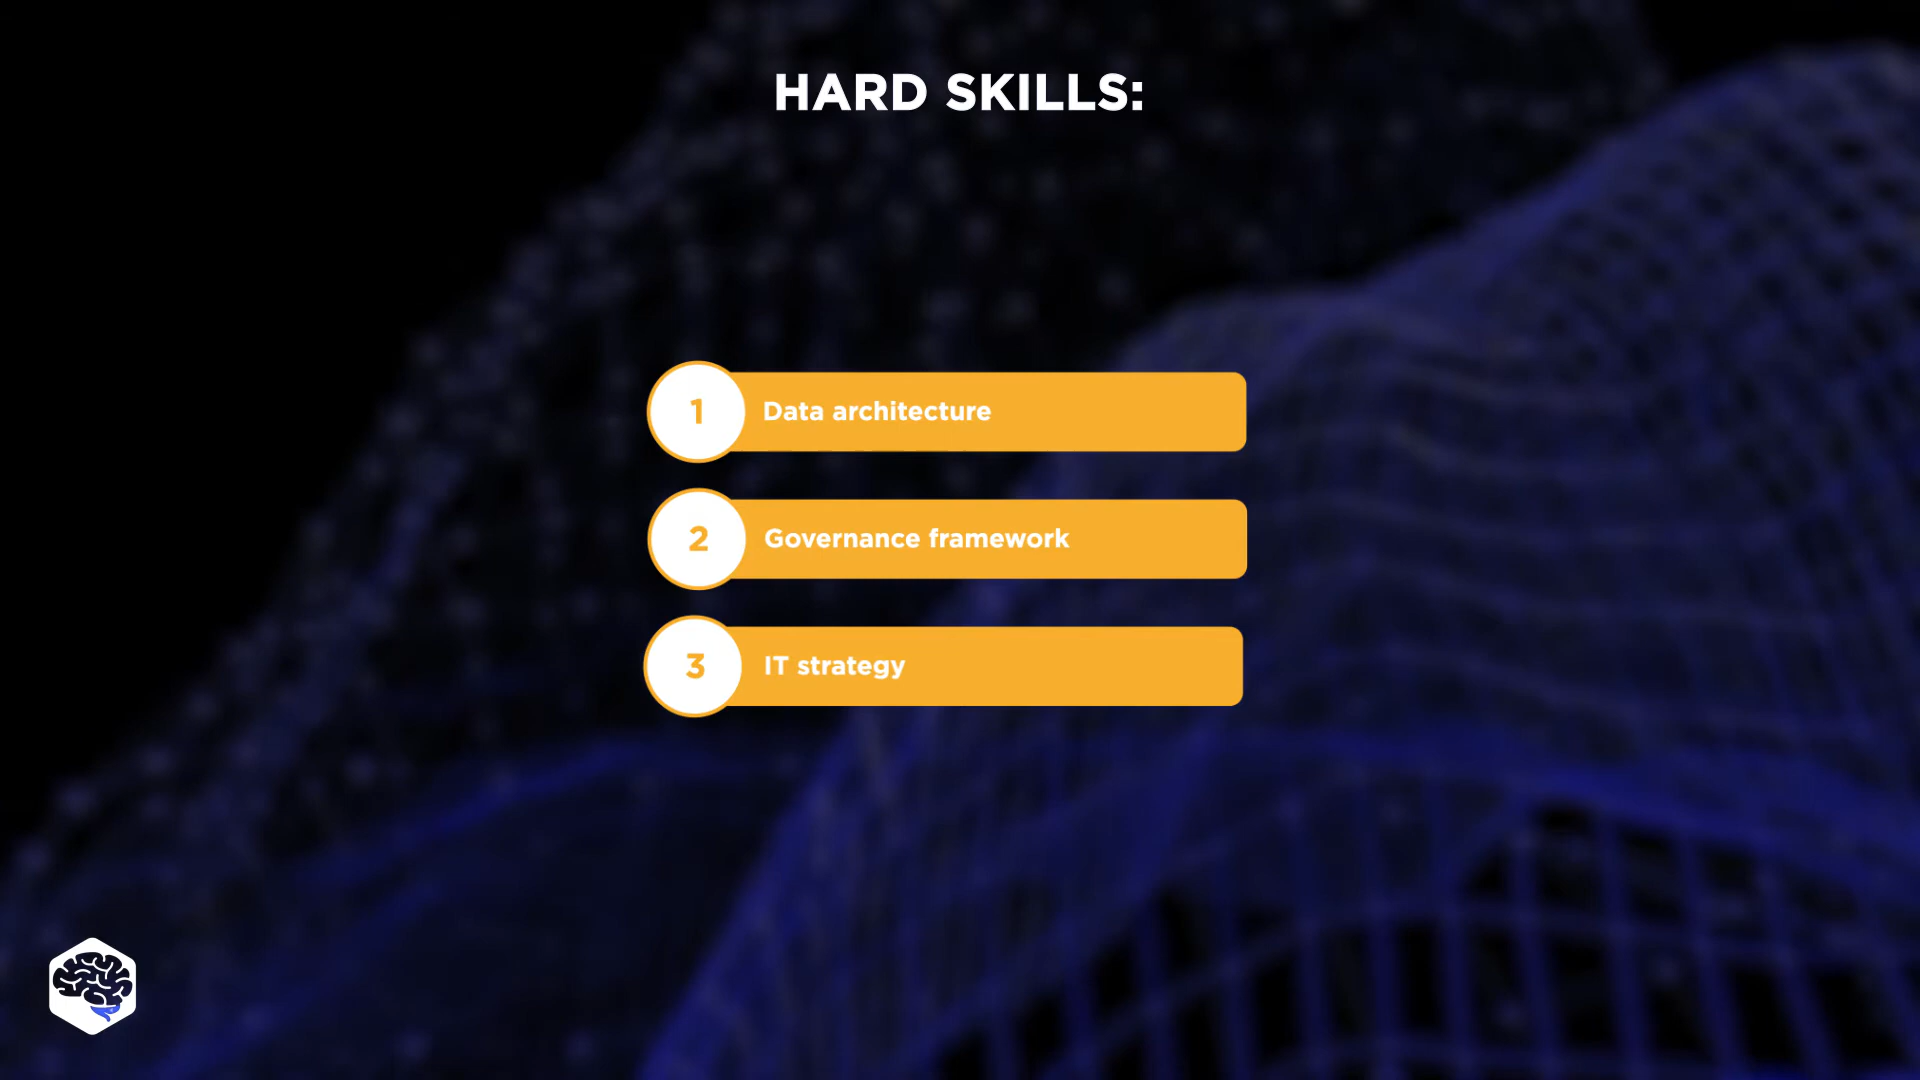 HARD SKILLS:
1 Data architecture
2 Governance framework
3 IT strategy